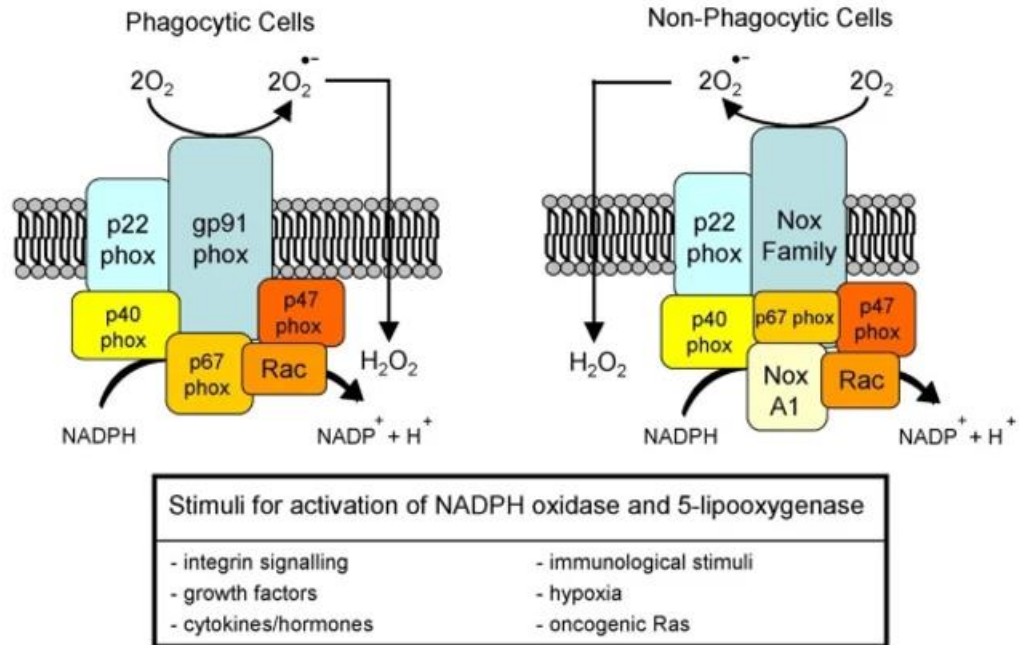 Phagocytic Cells
2O₂
2O₂•−
p22
phox
gp91
phox
p40
phox
p47
phox
p67
phox
Rac
H₂O₂
NADPH
NADP⁺ + H⁺
Non-Phagocytic Cells
2O₂•−
2O₂
p22
phox
Nox
Family
p40
phox
p67 phox
p47
phox
Nox
A1
Rac
H₂O₂
NADPH
NADP⁺ + H⁺
Stimuli for activation of NADPH oxidase and 5-lipooxygenase
- integrin signalling
- growth factors
- cytokines/hormones
- immunological stimuli
- hypoxia
- oncogenic Ras